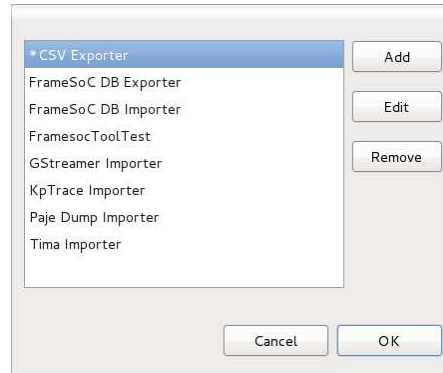 *CSV Exporter
FrameSoC DB Exporter
FrameSoC DB Importer
FramesocToolTest
GStreamer Importer
KpTrace Importer
Paje Dump Importer
Tima Importer
Add
Edit
Remove
Cancel
OK